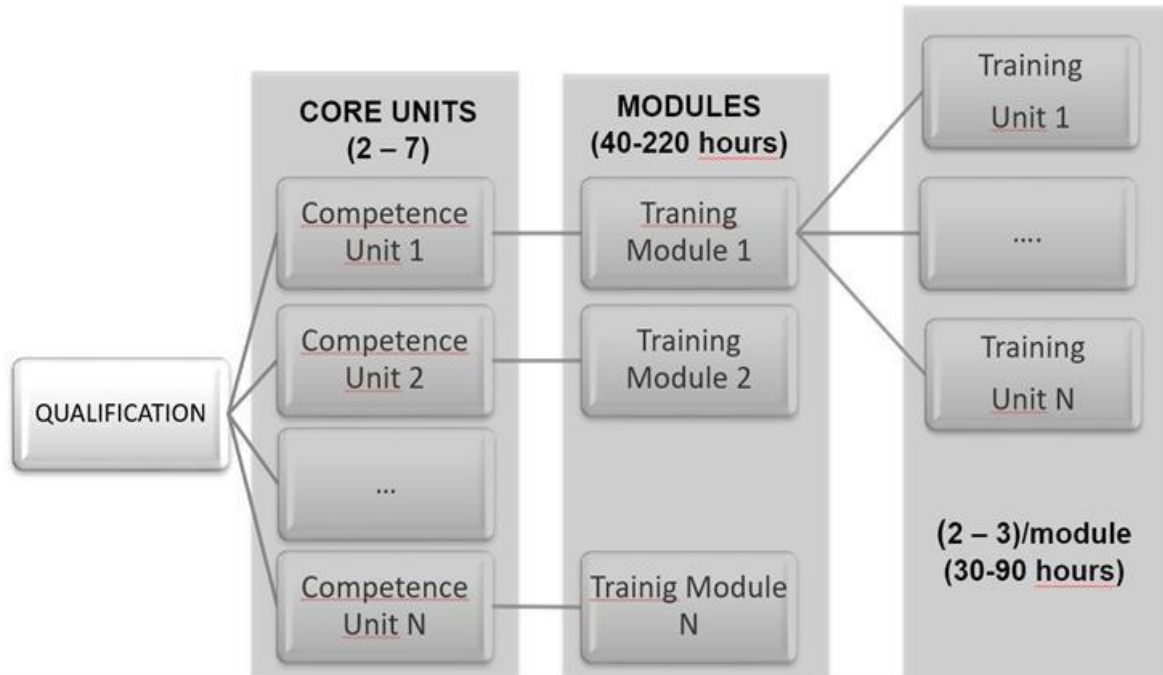 QUALIFICATION
CORE UNITS
(2 – 7)
Competence
Unit 1
Competence
Unit 2
...
Competence
Unit N
MODULES
(40-220 hours)
Traning
Module 1
Training
Module 2
Trainig Module
N
Training
Unit 1
....
Training
Unit N
(2 – 3)/module
(30-90 hours)